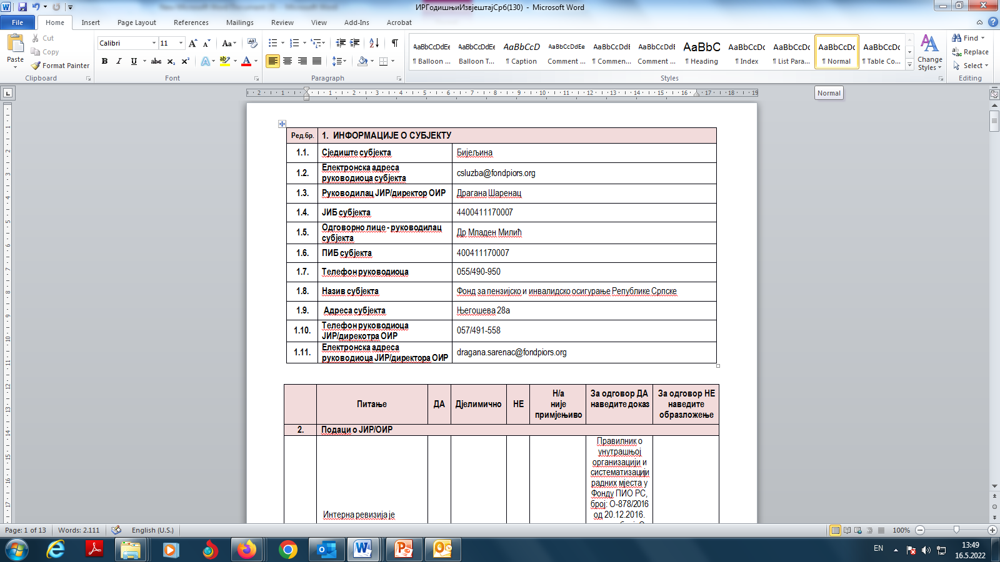 ИРГодишњиИзвјештајСрб(130) - Microsoft Word
File Home Insert Page Layout References Mailings Review View Add-Ins Acrobat
Paste
Cut
Copy
Format Painter
Clipboard
Calibri 11
Font
Paragraph
AaBbCcDdEe AaBbCcDdEe AaBbCcD AaBbCcDdEe AaBbCcDdE AaBbCcDdE AaBbC AaBbCcDc AaBbCcDc AaBbCcDc AaBbCcDc
¶ Balloon ... Balloon T... ¶ Caption Comment ... ¶ Commen... Comment ... ¶ Heading ¶ Index ¶ List Para... ¶ Normal ¶ Table Co...
Styles
Change Styles
Find
Replace
Select
Editing
Normal
Ред.бр. 1. ИНФОРМАЦИЈЕ О СУБЈЕКТУ
1.1. Сједиште субјекта Бијељина
1.2. Електронска адреса руководиоца субјекта csluzba@fondpiors.org
1.3. Руководилац ЈИР/директор ОИР Драгана Шаренац
1.4. ЈИБ субјекта 4400411170007
1.5. Одговорно лице - руководилац субјекта Др Младен Милић
1.6. ПИБ субјекта 400411170007
1.7. Телефон руководиоца 055/490-950
1.8. Назив субјекта Фонд за пензијско и инвалидско осигурање Републике Српске
1.9. Адреса субјекта Његошева 28а
1.10. Телефон руководиоца ЈИР/дирекотра ОИР 057/491-558
1.11. Електронска адреса руководиоца ЈИР/директора ОИР dragana.sarenac@fondpiors.org
Питање ДА Дјелимично НЕ Н/а није примјењиво За одговор ДА наведите доказ За одговор НЕ наведите образложење
2. Подаци о ЈИР/ОИР
Правилник о
унутрашњој
организацији и
систематизацији
радних мјеста у
Фонду ПИО РС,
број: О-878/2016
Интерна ревизија је од 20.12.2016.
Page: 1 of 13 Words: 2.111 English (U.S.) 100%
EN 13:49
16.5.2022